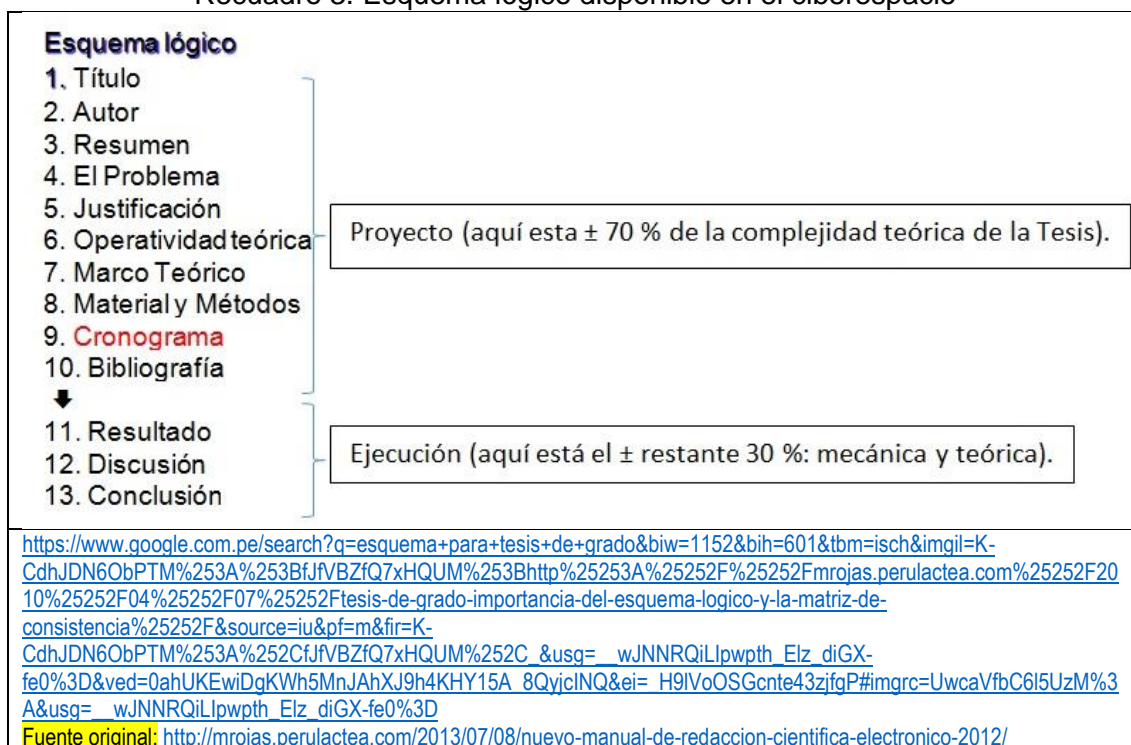 Recuadro 3. Esquema lógico disponible en el ciberespacio
Esquema lógico
1. Título
2. Autor
3. Resumen
4. El Problema
5. Justificación
6. Operatividad teórica
7. Marco Teórico
8. Material y Métodos
9. Cronograma
10. Bibliografía
Proyecto (aquí esta ± 70 % de la complejidad teórica de la Tesis).
11. Resultado
12. Discusión
13. Conclusión
Ejecución (aquí está el ± restante 30 %: mecánica y teórica).
https://www.google.com.pe/search?q=esquema+para+tesis+de+grado&biw=1152&bih=601&tbm=isch&imgil=K-
CdhJDN6ObPTM%253A%253BfJfVBZfQ7xHQUM%253Bhttp%25253A%25252F%25252Fmrojas.perulactea.com%25252F20
10%25252F04%25252F07%25252Ftesis-de-grado-importancia-del-esquema-logico-y-la-matriz-de-
consistencia%25252F&source=iu&pf=m&fir=K-
CdhJDN6ObPTM%253A%252CfJfVBZfQ7xHQUM%252C_&usg=__wJNNRQiLIpwpth_Elz_diGX-
fe0%3D&ved=0ahUKEwiDgKWh5MnJAhXJ9h4KHY15A_8QyjcINQ&ei=_H9lVoOSGcnte43zjfgP#imgrc=UwcaVfbC6I5UzM%3
A&usg=__wJNNRQiLIpwpth_Elz_diGX-fe0%3D
Fuente original: http://mrojas.perulactea.com/2013/07/08/nuevo-manual-de-redaccion-cientifica-electronico-2012/